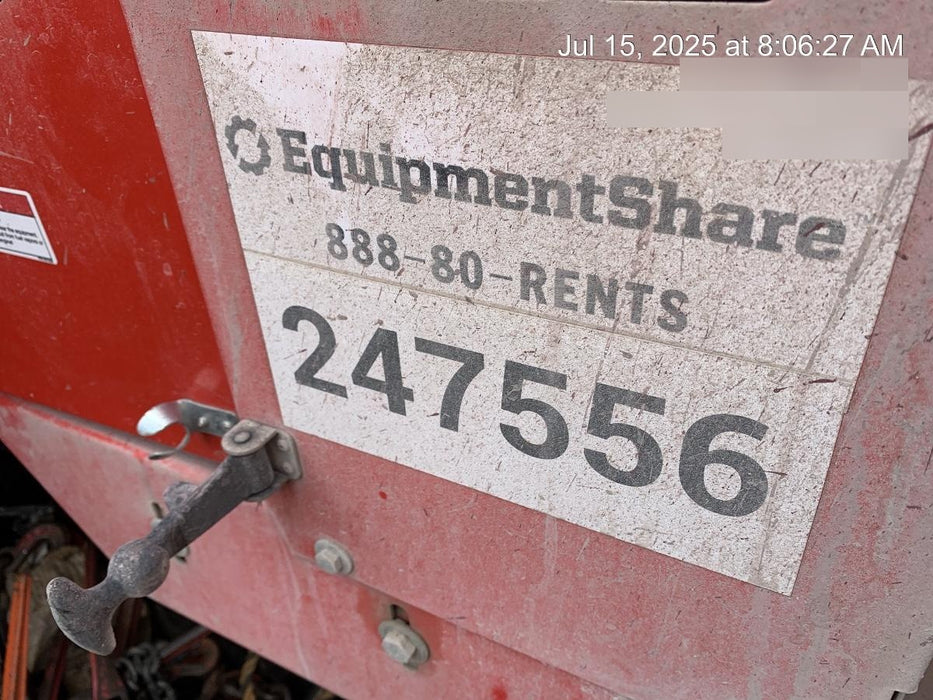 Jul 15, 2025 at 8:06:27 AM
EquipmentShare
888-80-RENTS
247556